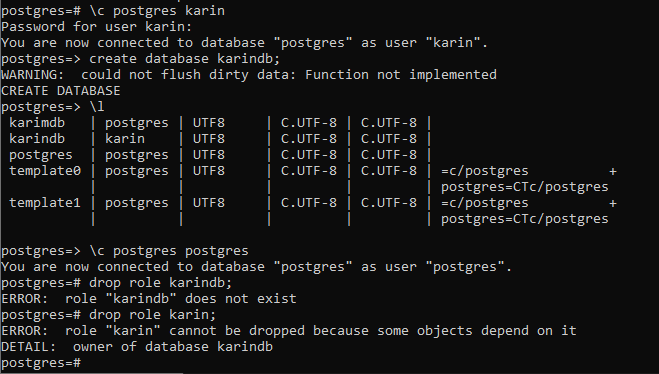 postgres=# \c postgres karin
Password for user karin:
You are now connected to database "postgres" as user "karin".
postgres=> create database karindb;
WARNING:  could not flush dirty data: Function not implemented
CREATE DATABASE
postgres=> \l
 karimdb   | postgres | UTF8     | C.UTF-8 | C.UTF-8 |
 karindb   | karin    | UTF8     | C.UTF-8 | C.UTF-8 |
 postgres  | postgres | UTF8     | C.UTF-8 | C.UTF-8 |
 template0 | postgres | UTF8     | C.UTF-8 | C.UTF-8 | =c/postgres          +
           |          |          |         |         | postgres=CTc/postgres
 template1 | postgres | UTF8     | C.UTF-8 | C.UTF-8 | =c/postgres          +
           |          |          |         |         | postgres=CTc/postgres
postgres=> \c postgres postgres
You are now connected to database "postgres" as user "postgres".
postgres=# drop role karindb;
ERROR:  role "karindb" does not exist
postgres=# drop role karin;
ERROR:  role "karin" cannot be dropped because some objects depend on it
DETAIL:  owner of database karindb
postgres=#